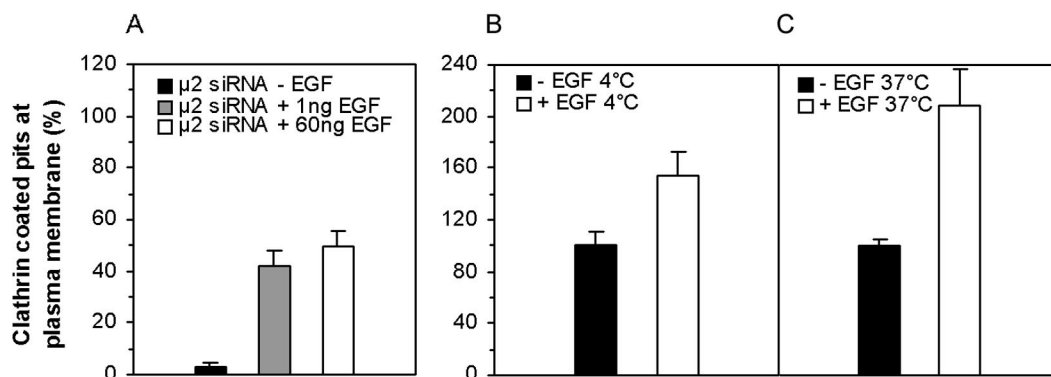 A
B
C
Clathrin coated pits at
plasma membrane (%)
120
100
80
60
40
20
0
µ2 siRNA - EGF
µ2 siRNA + 1ng EGF
µ2 siRNA + 60ng EGF
240
200
160
120
80
40
0
- EGF 4°C
+ EGF 4°C
- EGF 37°C
+ EGF 37°C